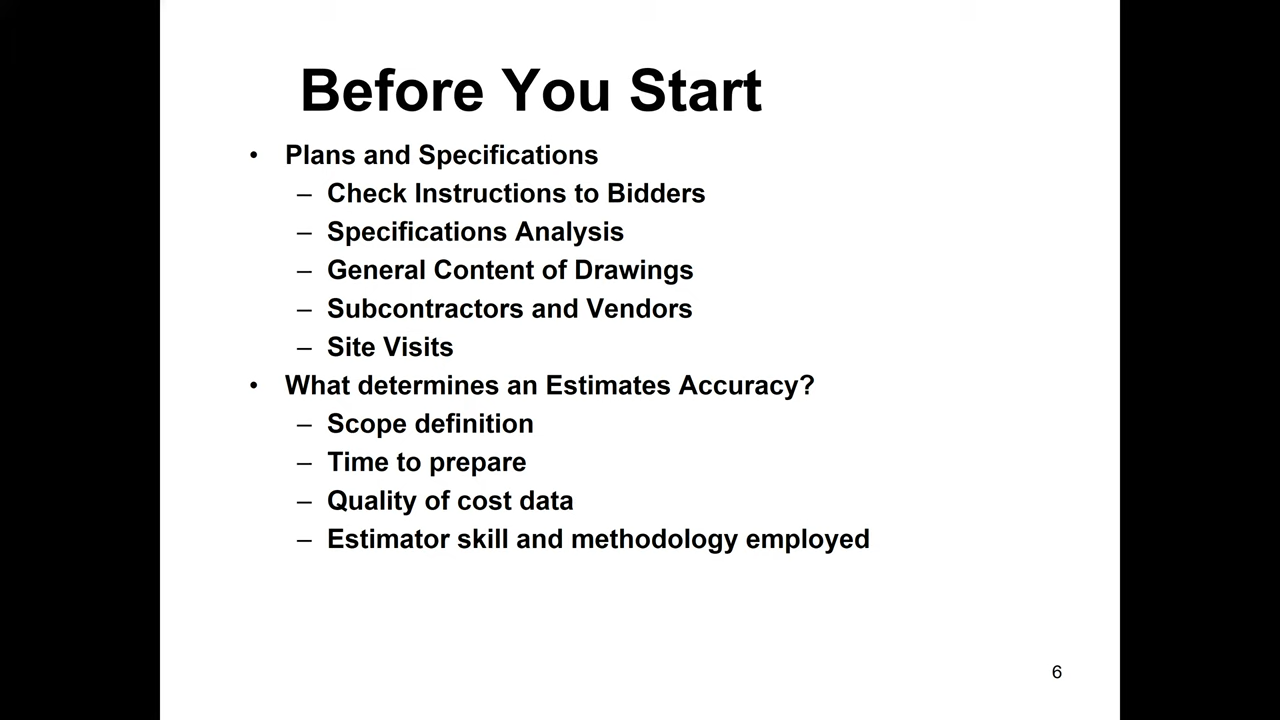 Before You Start
• Plans and Specifications
– Check Instructions to Bidders
– Specifications Analysis
– General Content of Drawings
– Subcontractors and Vendors
– Site Visits
• What determines an Estimates Accuracy?
– Scope definition
– Time to prepare
– Quality of cost data
– Estimator skill and methodology employed
6